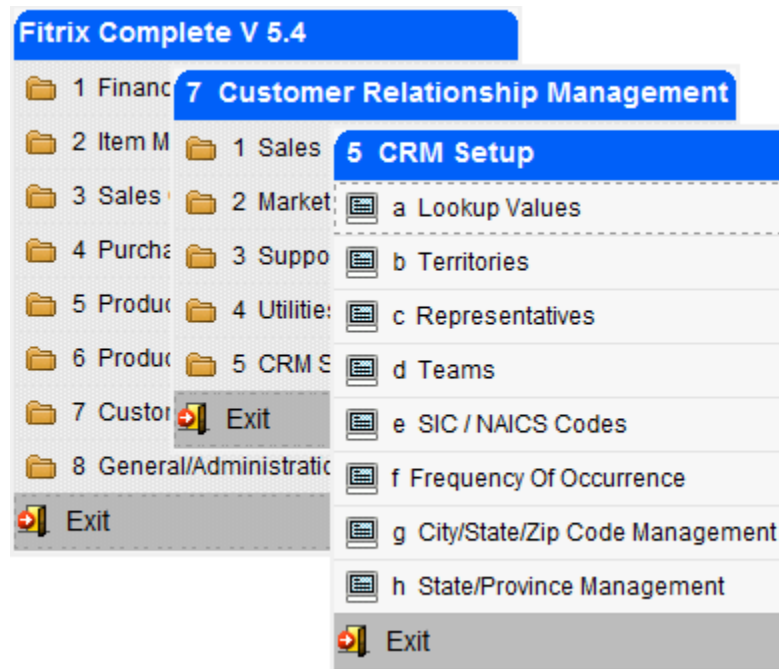 Fitrix Complete V 5.4
1 Financ
2 Item M
3 Sales
4 Purcha
5 Produc
6 Produc
7 Custor
8 General/Administratio
Exit
7 Customer Relationship Management
1 Sales
2 Market
3 Suppo
4 Utilities
5 CRM S
Exit
5 CRM Setup
a Lookup Values
b Territories
c Representatives
d Teams
e SIC / NAICS Codes
f Frequency Of Occurrence
g City/State/Zip Code Management
h State/Province Management
Exit